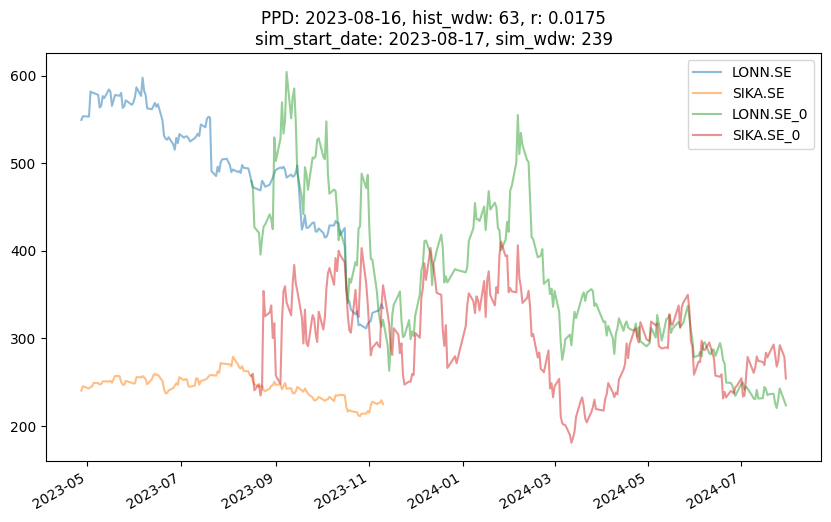 PPD: 2023-08-16, hist_wdw: 63, r: 0.0175
sim_start_date: 2023-08-17, sim_wdw: 239
LONN.SE
SIKA.SE
LONN.SE_0
SIKA.SE_0
600
500
400
300
200
2023-05
2023-07
2023-09
2023-11
2024-01
2024-03
2024-05
2024-07